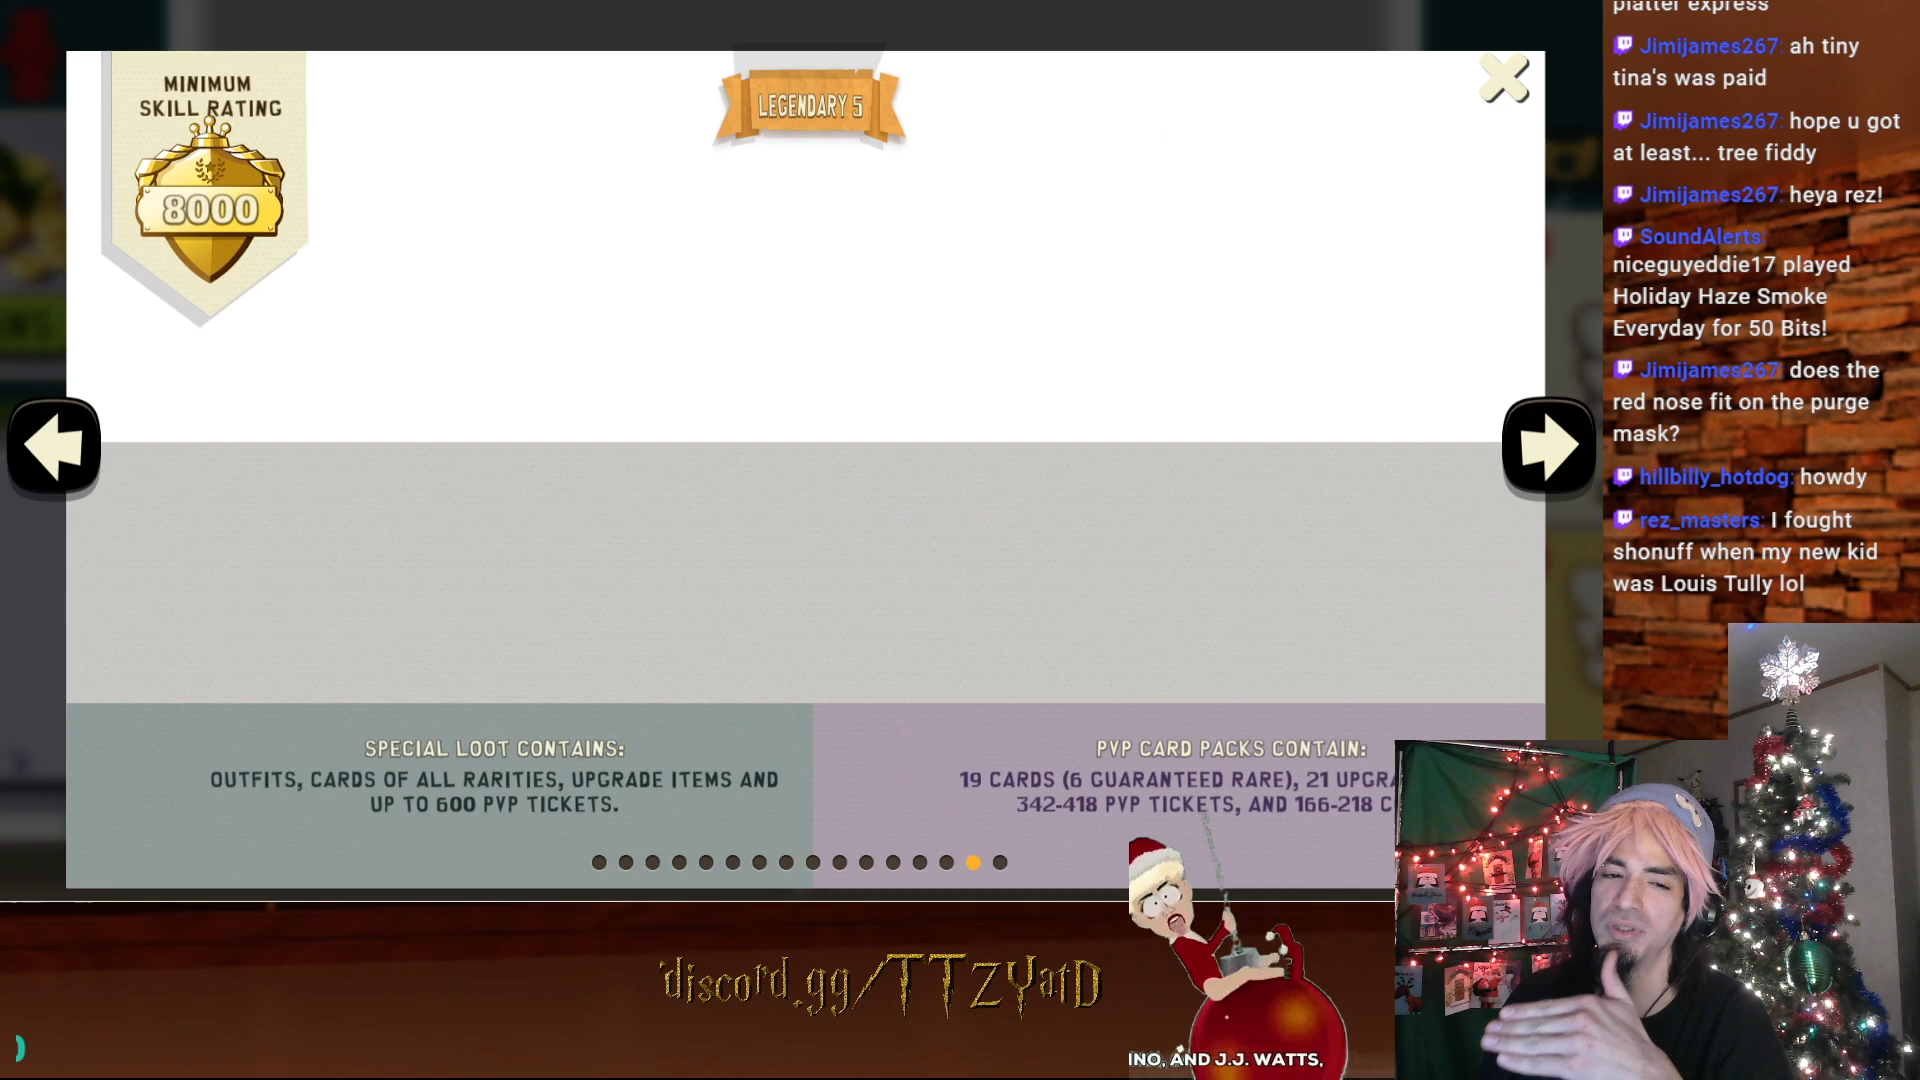 MINIMUM
SKILL RATING
8000
LEGENDARY 5
SPECIAL LOOT CONTAINS:
OUTFITS, CARDS OF ALL RARITIES, UPGRADE ITEMS AND
UP TO 600 PVP TICKETS.
PVP CARD PACKS CONTAIN:
19 CARDS (6 GUARANTEED RARE), 21
342-418 PVP TICKETS, AND 166-218
discord.gg/TTZYatD
AND J.J. WATTS,
platter express
Jimijames267: ah tiny
tina's was paid
Jimijames267: hope u got
at least... tree fiddy
Jimijames267: heya rez!
SoundAlerts:
niceguyeddie17 played
Holiday Haze Smoke
Everyday for 50 Bits!
Jimijames267: does the
red nose fit on the purge
mask?
hillbilly_hotdog: howdy
rez_masters: I fought
shonuff when my new kid
was Louis Tully lol